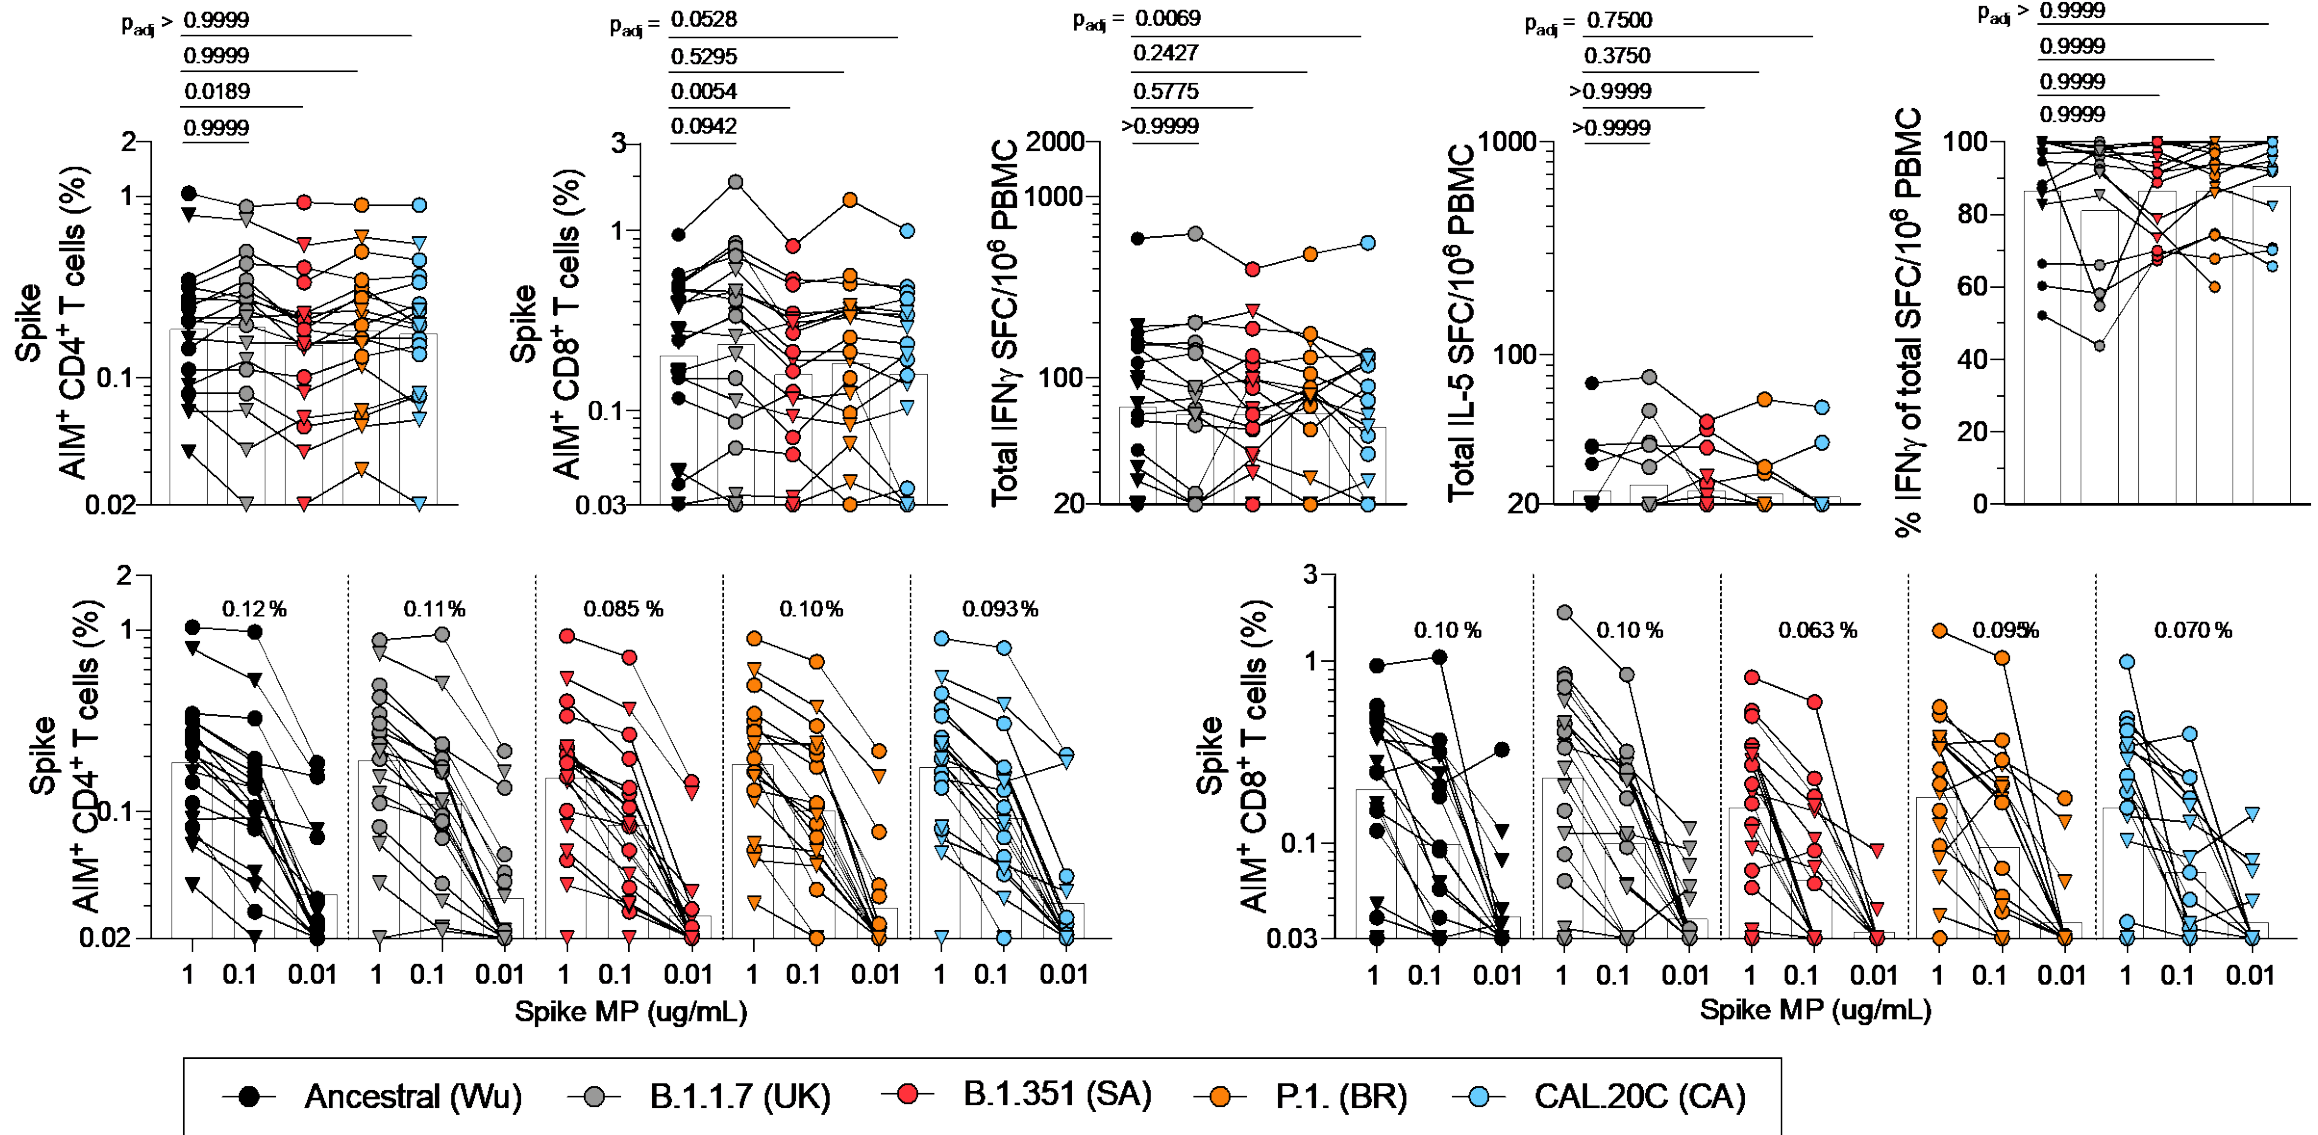 p adj > 0.9999
0.9999
0.0189
0.9999
2
1
0.1
0.02
Spike
AIM+ CD4+ T cells (%)
p adj = 0.0528
0.5295
0.0054
0.0942
3
1
0.1
0.03
Spike
AIM+ CD8+ T cells (%)
p adj = 0.0069
0.2427
0.5775
>0.9999
2000
1000
100
20
Total IFNγ SFC/10⁶ PBMC
p adj = 0.7500
0.3750
>0.9999
>0.9999
1000
100
20
Total IL-5 SFC/10⁶ PBMC
p adj > 0.9999
0.9999
0.9999
0.9999
100
80
60
40
20
0
% IFNγ of total SFC/10⁶ PBMC
2
1
0.1
0.02
Spike
AIM+ CD4+ T cells (%)
0.12 %
0.11 %
0.085 %
0.10%
0.093%
1 0.1 0.01 1 0.1 0.01 1 0.1 0.01 1 0.1 0.01 1 0.1 0.01
Spike MP (ug/mL)
3
1
0.1
0.03
Spike
AIM+ CD8+ T cells (%)
0.10 %
0.10 %
0.063 %
0.095%
0.070 %
1 0.1 0.01 1 0.1 0.01 1 0.1 0.01 1 0.1 0.01 1 0.1 0.01
Spike MP (ug/mL)
Ancestral (Wu) B.1.1.7 (UK) B.1.351 (SA) P.1. (BR) CAL.20C (CA)